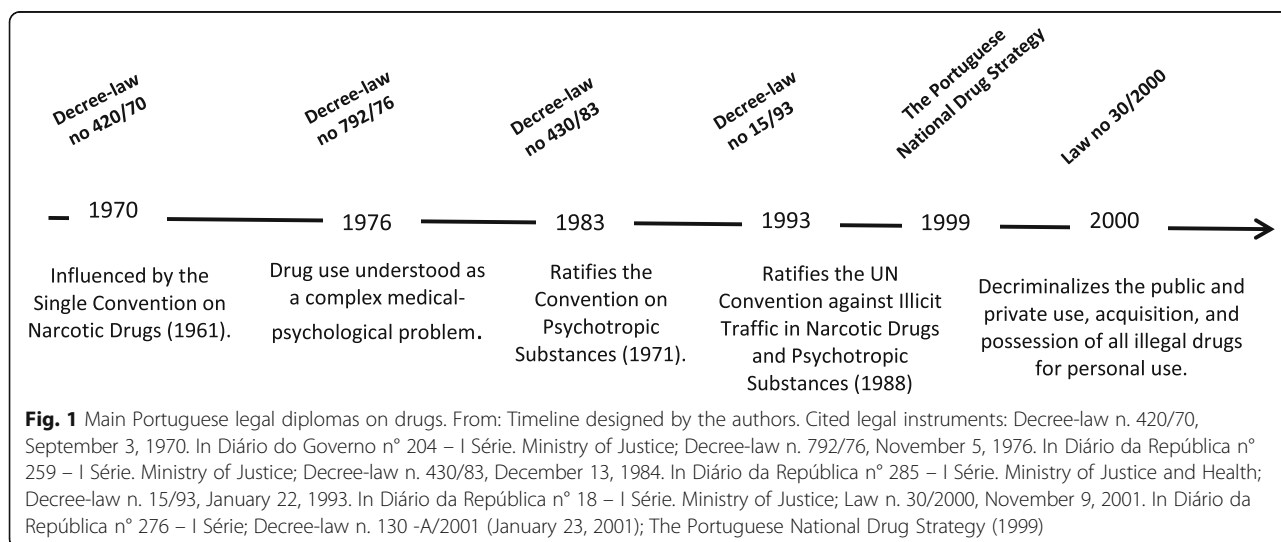 Decree-law
no 420/70
Decree-law
no 792/76
Decree-law
no 430/83
Decree-law
no 15/93
The Portuguese
National Drug Strategy
Law no 30/2000
1970
1976
1983
1993
1999
2000
Influenced by the
Single Convention on
Narcotic Drugs (1961).
Drug use understood as
a complex medical-
psychological problem.
Ratifies the
Convention on
Psychotropic
Substances (1971).
Ratifies the UN
Convention against Illicit
Traffic in Narcotic Drugs
and Psychotropic
Substances (1988)
Decriminalizes the public and
private use, acquisition, and
possession of all illegal drugs
for personal use.
Fig. 1 Main Portuguese legal diplomas on drugs. From: Timeline designed by the authors. Cited legal instruments: Decree-law n. 420/70,
September 3, 1970. In Diário do Governo n° 204 – I Série. Ministry of Justice; Decree-law n. 792/76, November 5, 1976. In Diário da República n°
259 – I Série. Ministry of Justice; Decree-law n. 430/83, December 13, 1984. In Diário da República n° 285 – I Série. Ministry of Justice and Health;
Decree-law n. 15/93, January 22, 1993. In Diário da República n° 18 – I Série. Ministry of Justice; Law n. 30/2000, November 9, 2001. In Diário da
República n° 276 – I Série; Decree-law n. 130 -A/2001 (January 23, 2001); The Portuguese National Drug Strategy (1999)